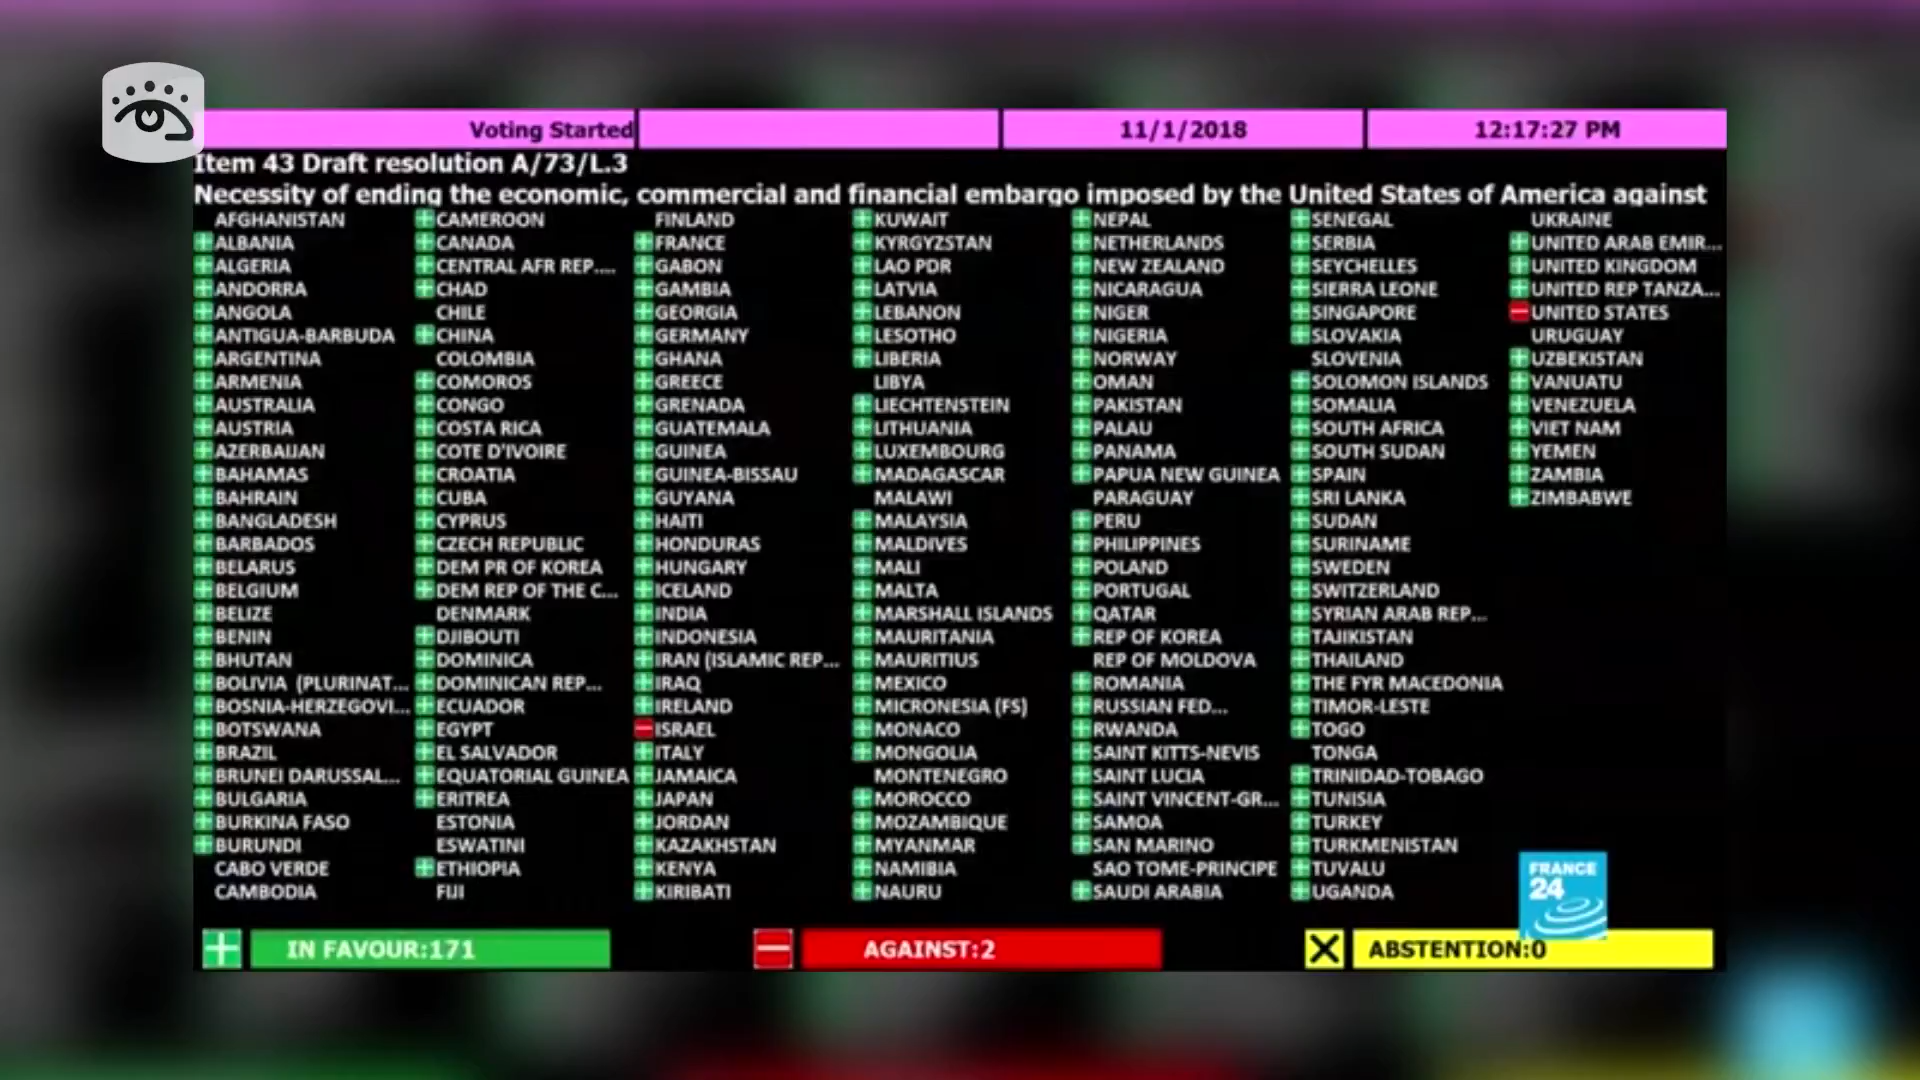 Voting Started 11/1/2018 12:17:27 PM
Item 43 Draft resolution A/73/L.3
Necessity of ending the economic, commercial and financial embargo imposed by the United States of America against
AFGHANISTAN
ALBANIA
ALGERIA
ANDORRA
ANGOLA
ANTIGUA-BARBUDA
ARGENTINA
ARMENIA
AUSTRALIA
AUSTRIA
AZERBAIJAN
BAHAMAS
BAHRAIN
BANGLADESH
BARBADOS
BELARUS
BELGIUM
BELIZE
BENIN
BHUTAN
BOLIVIA (PLURINAT...
BOSNIA-HERZEGOVI...
BOTSWANA
BRAZIL
BRUNEI DARUSSAL...
BULGARIA
BURKINA FASO
BURUNDI
CABO VERDE
CAMBODIA
CAMEROON
CANADA
CENTRAL AFR REP....
CHAD
CHILE
CHINA
COLOMBIA
COMOROS
CONGO
COSTA RICA
COTE D'IVOIRE
CROATIA
CUBA
CYPRUS
CZECH REPUBLIC
DEM PR OF KOREA
DEM REP OF THE C...
DENMARK
DJIBOUTI
DOMINICA
DOMINICAN REP...
ECUADOR
EGYPT
EL SALVADOR
EQUATORIAL GUINEA
ERITREA
ESTONIA
ESWATINI
ETHIOPIA
FIJI
FINLAND
FRANCE
GABON
GAMBIA
GEORGIA
GERMANY
GHANA
GREECE
GRENADA
GUATEMALA
GUINEA
GUINEA-BISSAU
GUYANA
HAITI
HONDURAS
HUNGARY
ICELAND
INDIA
INDONESIA
IRAN (ISLAMIC REP...
IRAQ
IRELAND
ISRAEL
ITALY
JAMAICA
JAPAN
JORDAN
KAZAKHSTAN
KENYA
KIRIBATI
KUWAIT
KYRGYZSTAN
LAO PDR
LATVIA
LEBANON
LESOTHO
LIBERIA
LIBYA
LIECHTENSTEIN
LITHUANIA
LUXEMBOURG
MADAGASCAR
MALAWI
MALAYSIA
MALDIVES
MALI
MALTA
MARSHALL ISLANDS
MAURITANIA
MAURITIUS
MEXICO
MICRONESIA (FS)
MONACO
MONGOLIA
MONTENEGRO
MOROCCO
MOZAMBIQUE
MYANMAR
NAMIBIA
NAURU
NEPAL
NETHERLANDS
NEW ZEALAND
NICARAGUA
NIGER
NIGERIA
NORWAY
OMAN
PAKISTAN
PALAU
PANAMA
PAPUA NEW GUINEA
PARAGUAY
PERU
PHILIPPINES
POLAND
PORTUGAL
QATAR
REP OF KOREA
REP OF MOLDOVA
ROMANIA
RUSSIAN FED...
RWANDA
SAINT KITTS-NEVIS
SAINT LUCIA
SAINT VINCENT-GR...
SAMOA
SAN MARINO
SAO TOME-PRINCIPE
SAUDI ARABIA
SENEGAL
SERBIA
SEYCHELLES
SIERRA LEONE
SINGAPORE
SLOVAKIA
SLOVENIA
SOLOMON ISLANDS
SOMALIA
SOUTH AFRICA
SOUTH SUDAN
SPAIN
SRI LANKA
SUDAN
SURINAME
SWEDEN
SWITZERLAND
SYRIAN ARAB REP...
TAJIKISTAN
THAILAND
THE FYR MACEDONIA
TIMOR-LESTE
TOGO
TONGA
TRINIDAD-TOBAGO
TUNISIA
TURKEY
TURKMENISTAN
TUVALU
UGANDA
UKRAINE
UNITED ARAB EMIR...
UNITED KINGDOM
UNITED REP TANZA...
UNITED STATES
URUGUAY
UZBEKISTAN
VANUATU
VENEZUELA
VIET NAM
YEMEN
ZAMBIA
ZIMBABWE
FRANCE
24
IN FAVOUR:171 AGAINST:2 ABSTENTION:0